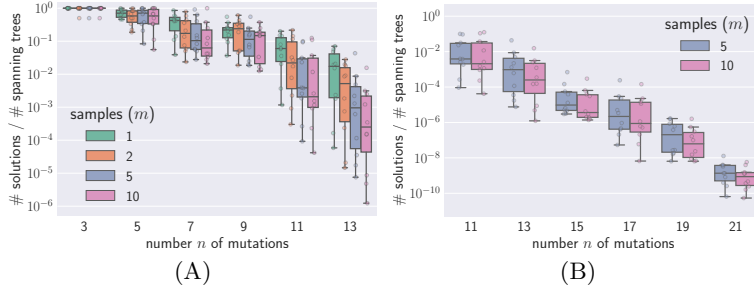 # solutions / # spanning trees
10^0
10^-1
10^-2
10^-3
10^-4
10^-5
10^-6
samples (m)
1
2
5
10
3 5 7 9 11 13
number n of mutations
(A)
# solutions / # spanning trees
10^0
10^-2
10^-4
10^-6
10^-8
10^-10
samples (m)
5
10
11 13 15 17 19 21
number n of mutations
(B)